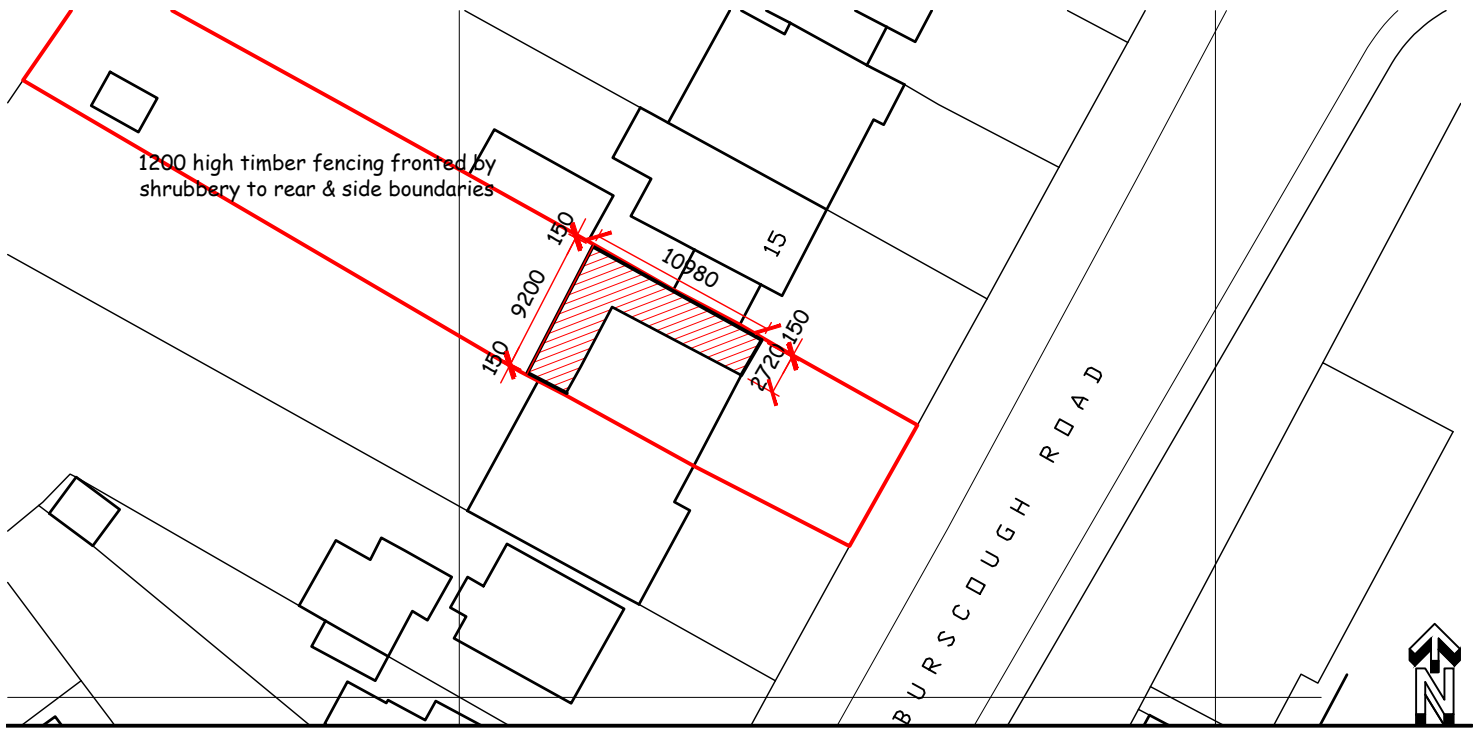 1200 high timber fencing fronted by
shrubbery to rear & side boundaries
150
10980
15
9200
150
150
2720
BURSCOUGH ROAD
N